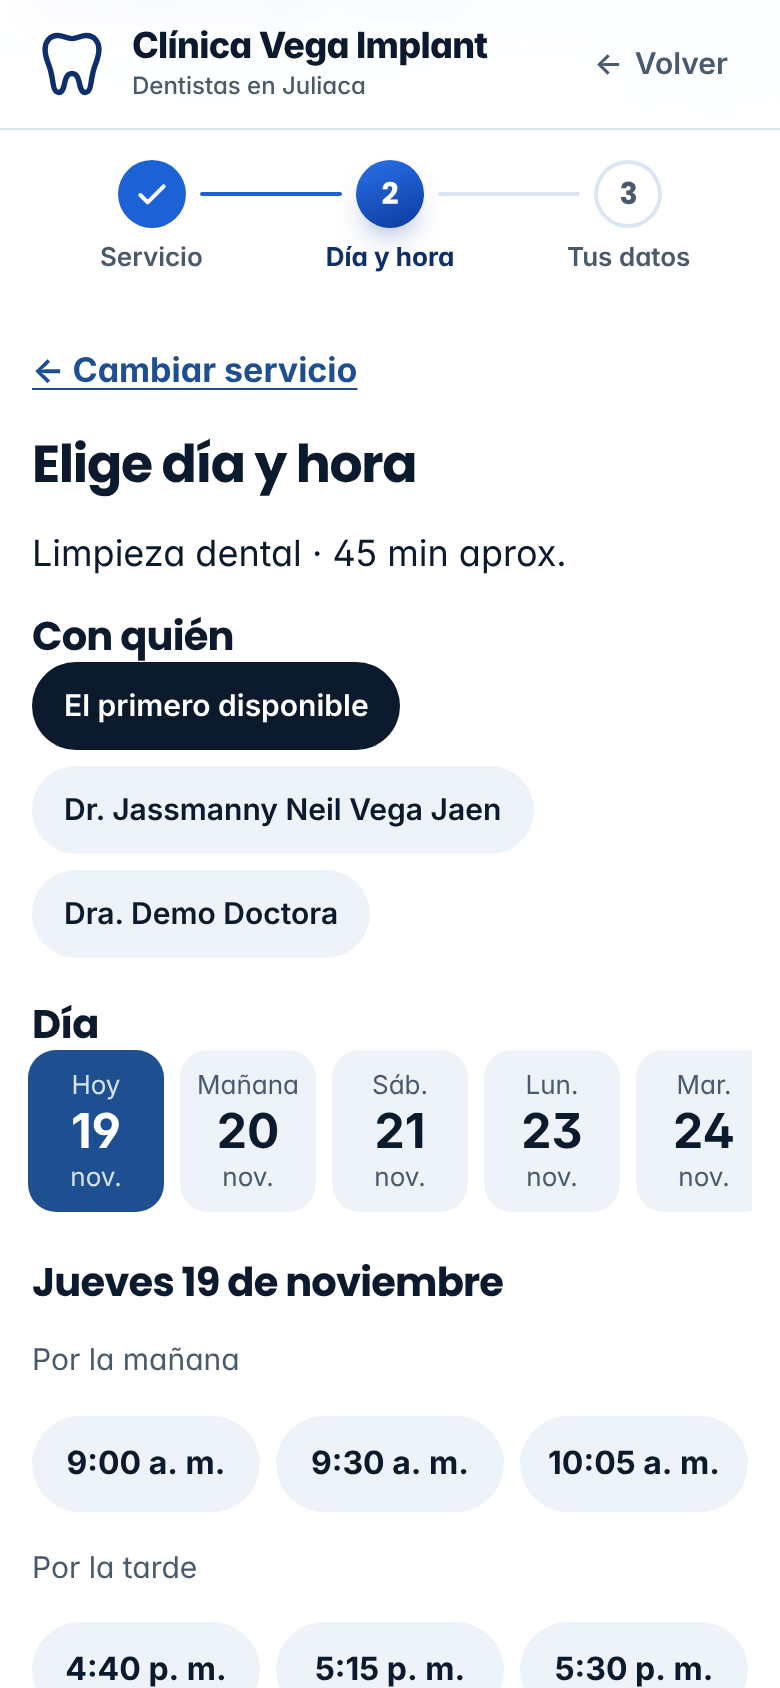 Clínica Vega Implant
Dentistas en Juliaca
← Volver
2
3
Servicio
Día y hora
Tus datos
← Cambiar servicio
Elige día y hora
Limpieza dental · 45 min aprox.
Con quién
El primero disponible
Dr. Jassmanny Neil Vega Jaen
Dra. Demo Doctora
Día
Hoy
19
nov.
Mañana
20
nov.
Sáb.
21
nov.
Lun.
23
nov.
Mar.
24
nov.
Jueves 19 de noviembre
Por la mañana
9:00 a. m.
9:30 a. m.
10:05 a. m.
Por la tarde
4:40 p. m.
5:15 p. m.
5:30 p. m.